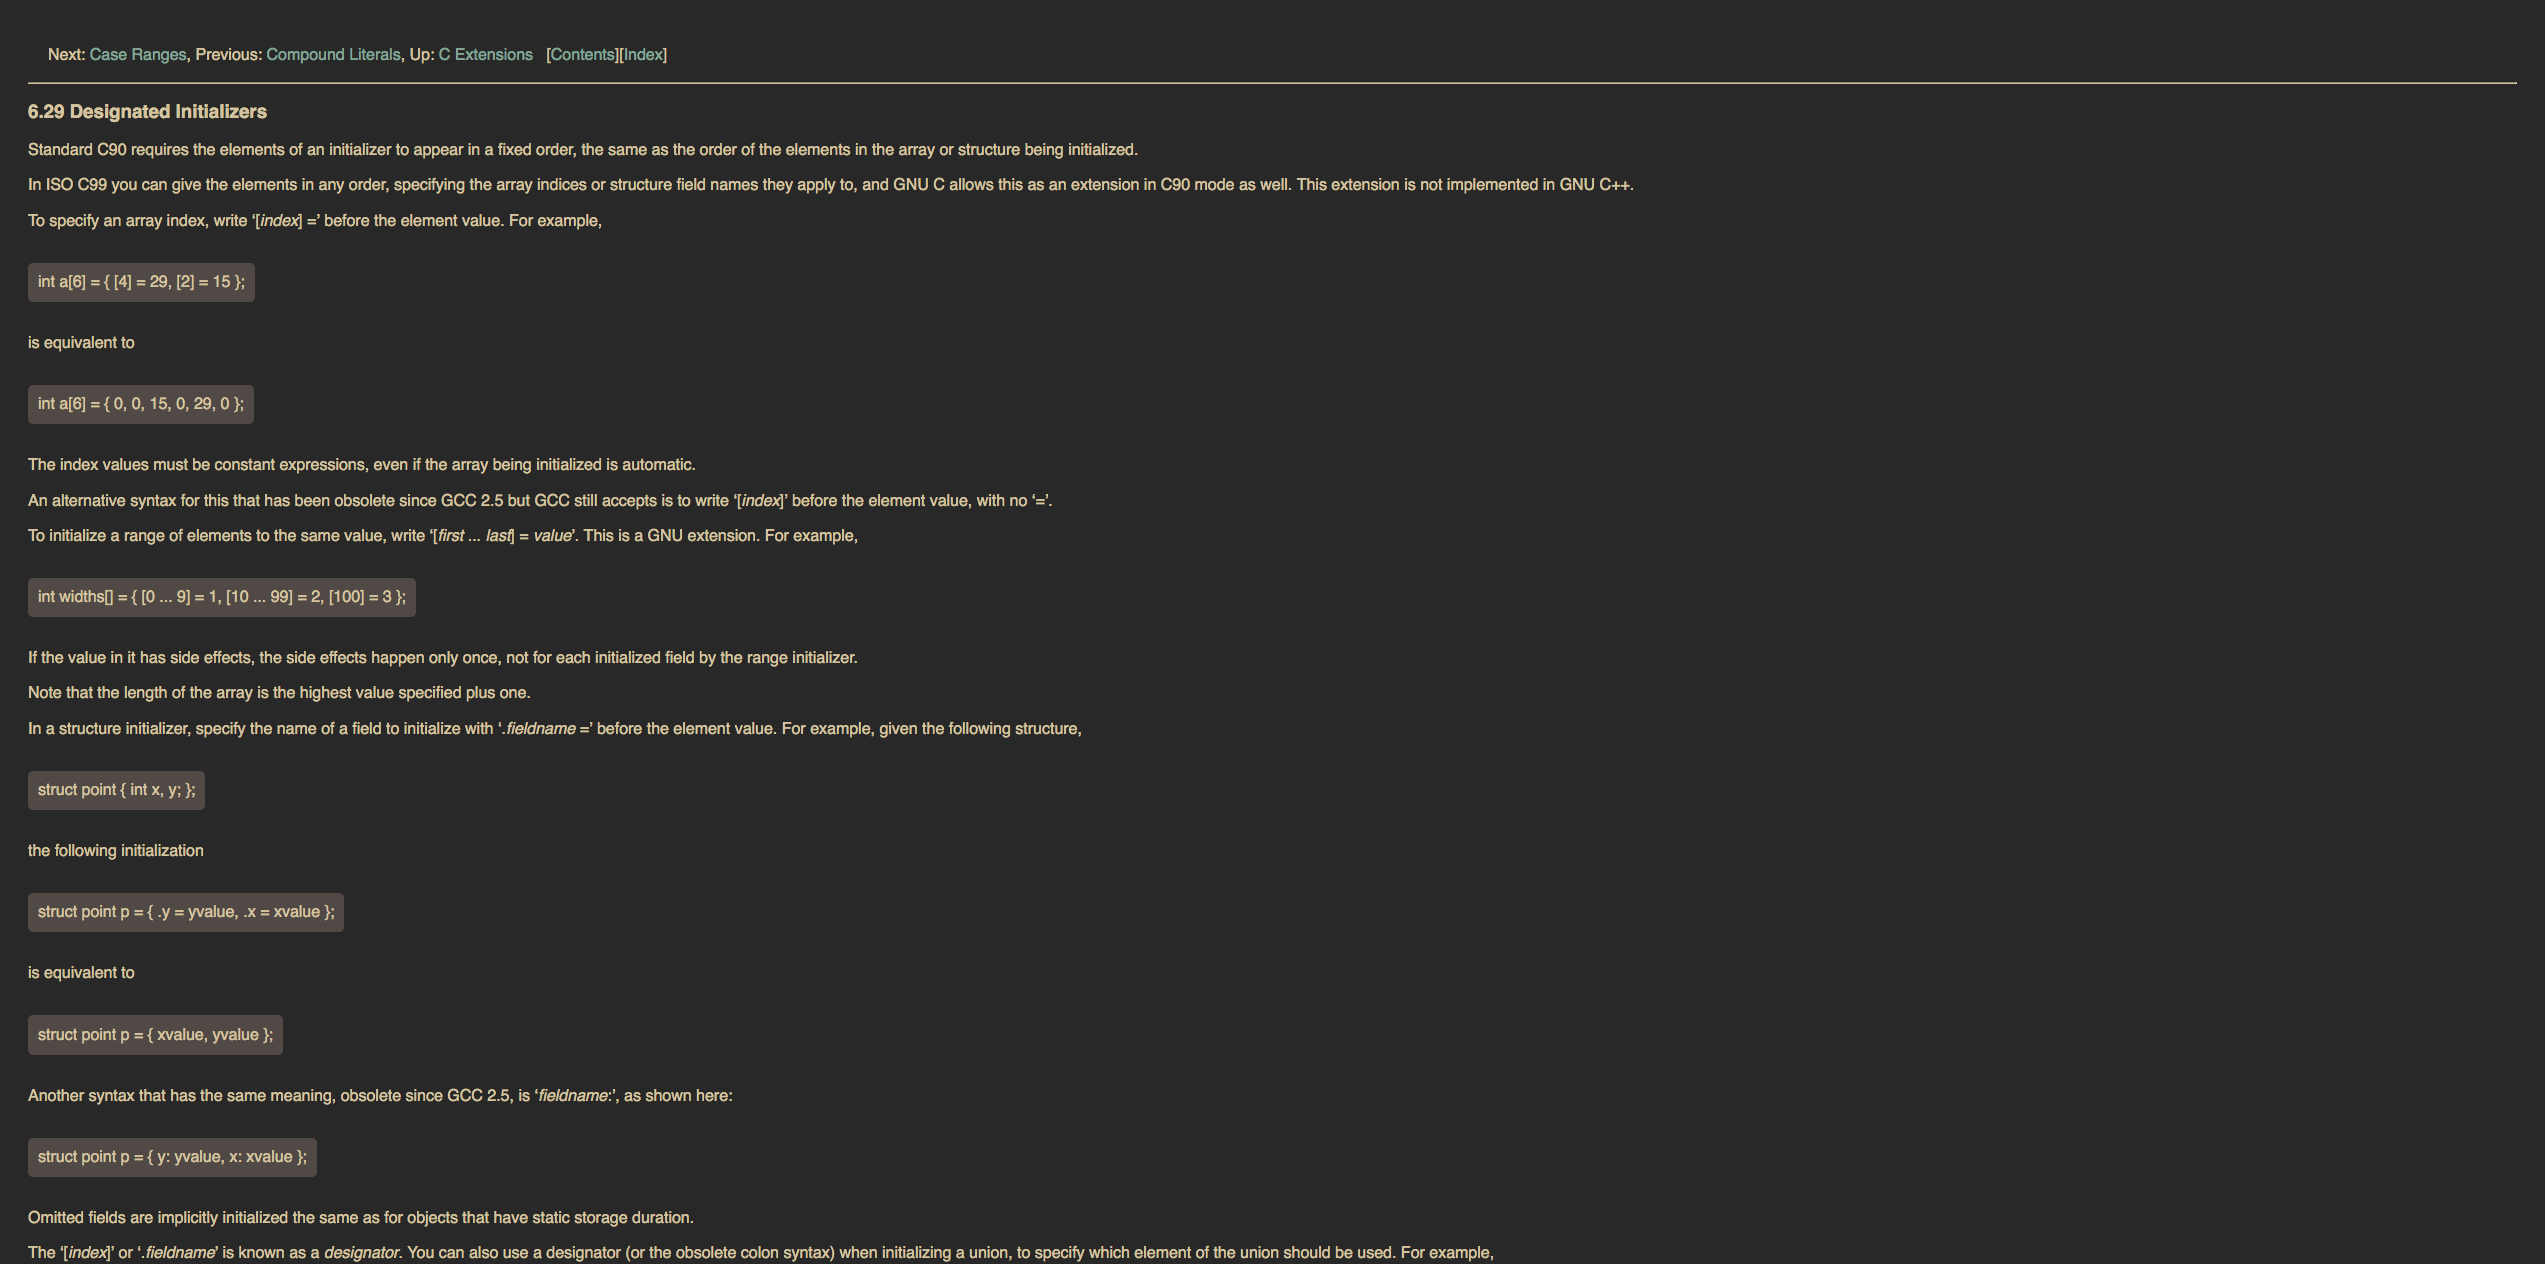 Next: Case Ranges, Previous: Compound Literals, Up: C Extensions   [Contents][Index]
6.29 Designated Initializers
Standard C90 requires the elements of an initializer to appear in a fixed order, the same as the order of the elements in the array or structure being initialized.
In ISO C99 you can give the elements in any order, specifying the array indices or structure field names they apply to, and GNU C allows this as an extension in C90 mode as well. This extension is not implemented in GNU C++.
To specify an array index, write ‘[index] =’ before the element value. For example,
int a[6] = { [4] = 29, [2] = 15 };
is equivalent to
int a[6] = { 0, 0, 15, 0, 29, 0 };
The index values must be constant expressions, even if the array being initialized is automatic.
An alternative syntax for this that has been obsolete since GCC 2.5 but GCC still accepts is to write ‘[index]’ before the element value, with no ‘=’.
To initialize a range of elements to the same value, write ‘[first ... last] = value’. This is a GNU extension. For example,
int widths[] = { [0 ... 9] = 1, [10 ... 99] = 2, [100] = 3 };
If the value in it has side effects, the side effects happen only once, not for each initialized field by the range initializer.
Note that the length of the array is the highest value specified plus one.
In a structure initializer, specify the name of a field to initialize with ‘.fieldname =’ before the element value. For example, given the following structure,
struct point { int x, y; };
the following initialization
struct point p = { .y = yvalue, .x = xvalue };
is equivalent to
struct point p = { xvalue, yvalue };
Another syntax that has the same meaning, obsolete since GCC 2.5, is ‘fieldname:’, as shown here:
struct point p = { y: yvalue, x: xvalue };
Omitted fields are implicitly initialized the same as for objects that have static storage duration.
The ‘[index]’ or ‘.fieldname’ is known as a designator. You can also use a designator (or the obsolete colon syntax) when initializing a union, to specify which element of the union should be used. For example,